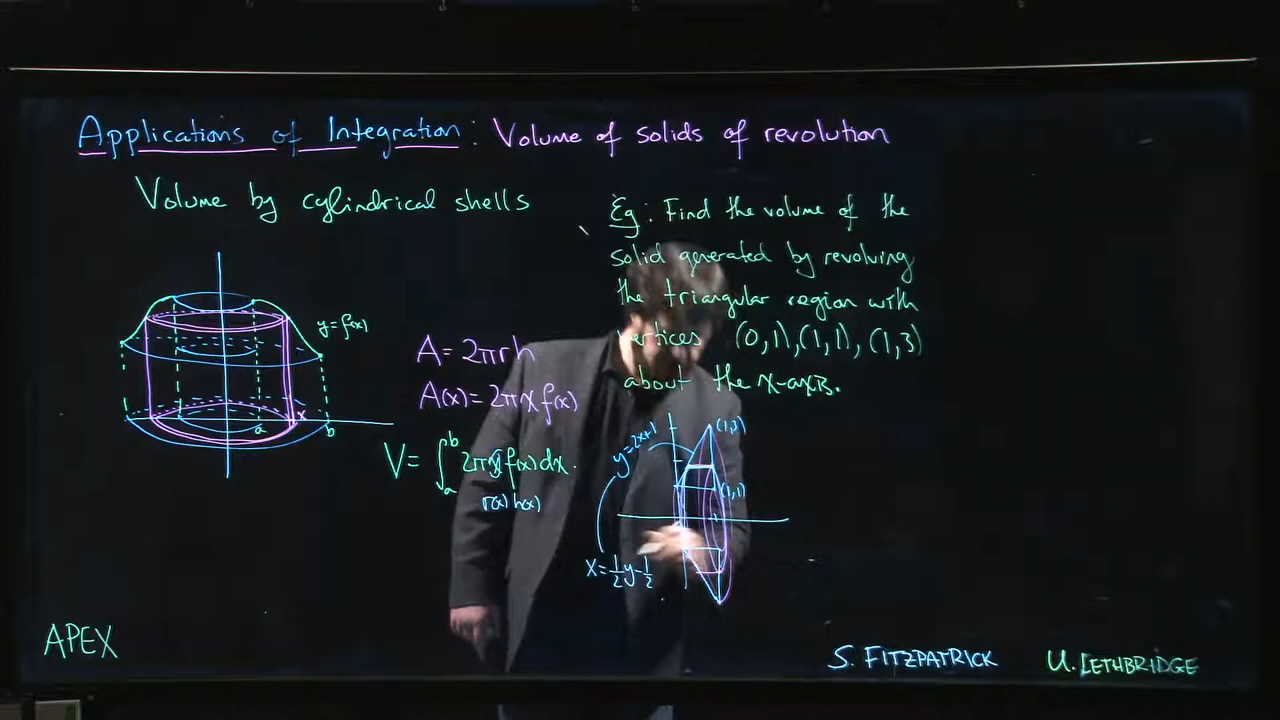 Applications of Integration: Volume of solids of revolution
Volume by cylindrical shells
y=f(x)
x
a
b
A=2πrh
A(x)=2πx f(x)
V=∫_a^b 2πx f(x)dx.
r(x) h(x)
Eg: Find the volume of the
solid generated by revolving
the triangular region with
vertices (0,1), (1,1), (1,3)
about the x-axis.
y=2x+1
(1,3)
(1,1)
x=½y-½
APEX
S. FITZPATRICK
U. LETHBRIDGE